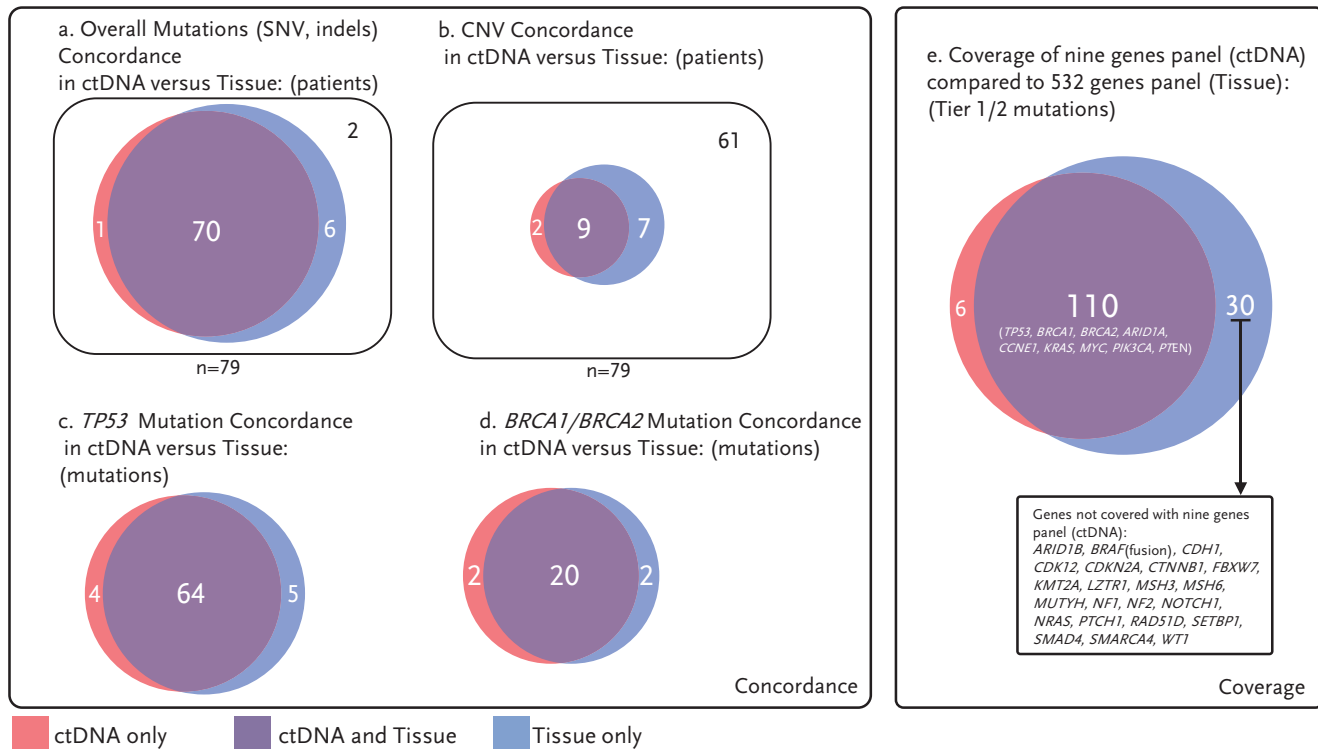 a. Overall Mutations (SNV, indels)
Concordance
in ctDNA versus Tissue: (patients)
2
1
70
6
n=79
b. CNV Concordance
in ctDNA versus Tissue: (patients)
61
2
9
7
n=79
c. TP53 Mutation Concordance
in ctDNA versus Tissue:
(mutations)
4
64
5
d. BRCA1/BRCA2 Mutation Concordance
in ctDNA versus Tissue: (mutations)
2
20
2
Concordance
e. Coverage of nine genes panel (ctDNA)
compared to 532 genes panel (Tissue):
(Tier 1/2 mutations)
6
110
(TP53, BRCA1, BRCA2, ARID1A,
CCNE1, KRAS, MYC, PIK3CA, PTEN)
30
Genes not covered with nine genes
panel (ctDNA):
ARID1B, BRAF(fusion), CDH1,
CDK12, CDKN2A, CTNNB1, FBXW7,
KMT2A, LZTR1, MSH3, MSH6,
MUTYH, NF1, NF2, NOTCH1,
NRAS, PTCH1, RAD51D, SETBP1,
SMAD4, SMARCA4, WT1
Coverage
ctDNA only
ctDNA and Tissue
Tissue only